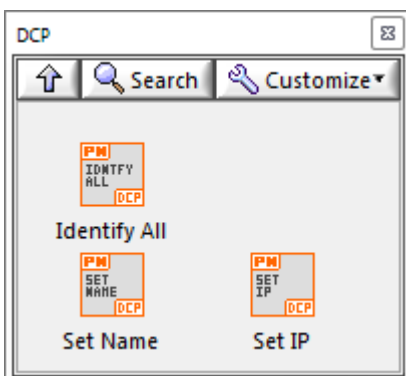 DCP
Search Customize
PN
IDNTFY
ALL
DCP
Identify All
PN PN
SET SET
NAME IP
DCP DCP
Set Name Set IP